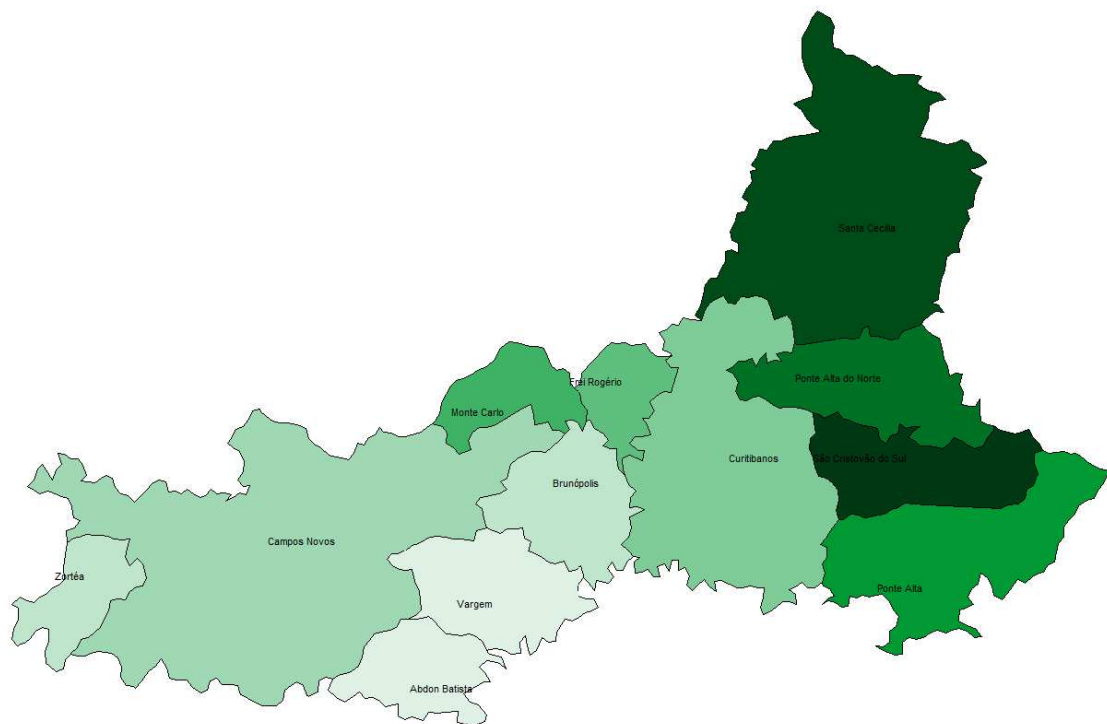 Santa Cecília
Ponte Alta do Norte
Frei Rogério
Monte Carlo
Curitibanos
São Cristovão do Sul
Brunópolis
Campos Novos
Zortéa
Ponte Alta
Vargem
Abdon Batista